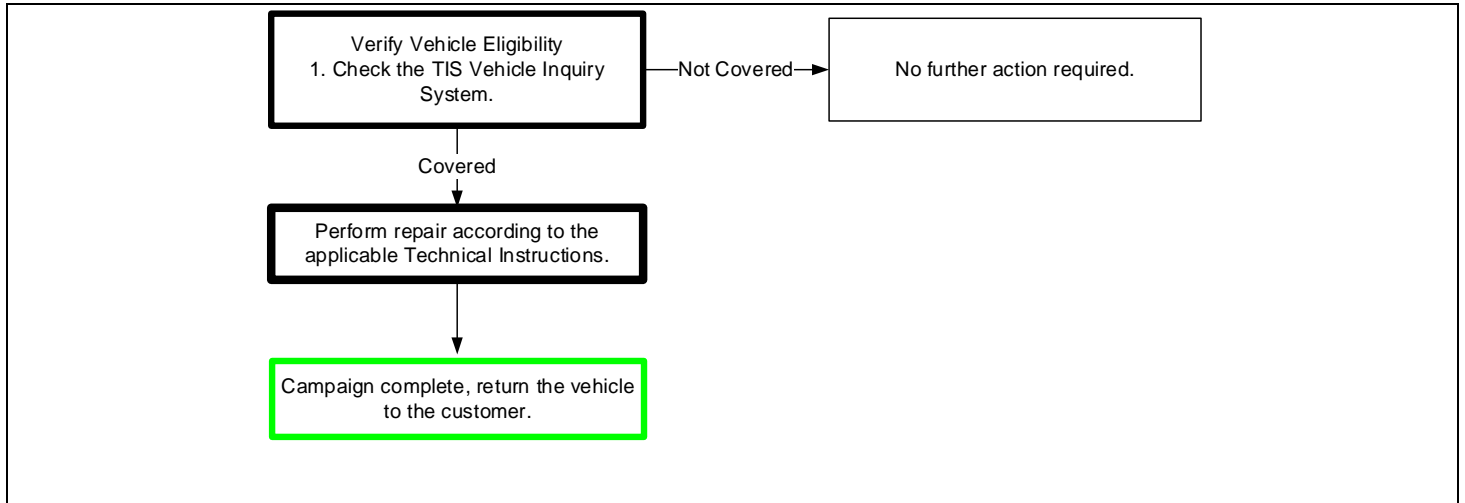 Verify Vehicle Eligibility
1. Check the TIS Vehicle Inquiry
System.
Not Covered
No further action required.
Covered
Perform repair according to the
applicable Technical Instructions.
Campaign complete, return the vehicle
to the customer.